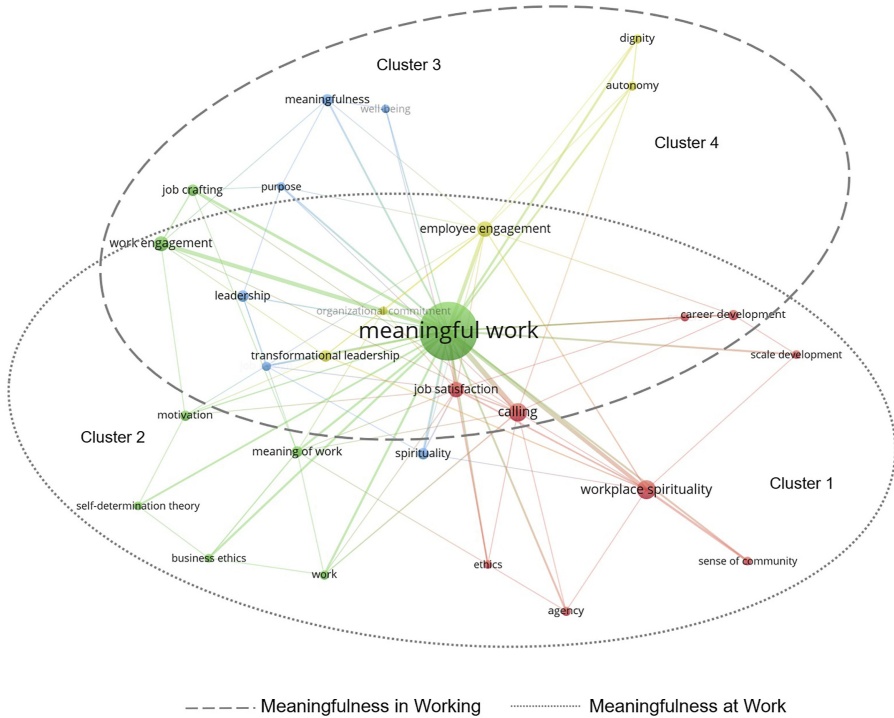 dignity
Cluster 3
autonomy
meaningfulness
well-being
Cluster 4
job crafting
purpose
employee engagement
work engagement
leadership
organizational commitment
career development
meaningful work
transformational leadership
scale development
job satisfaction
calling
motivation
Cluster 2
meaning of work
spirituality
workplace spirituality
Cluster 1
self-determination theory
business ethics
work
ethics
sense of community
agency
Meaningfulness in Working
Meaningfulness at Work